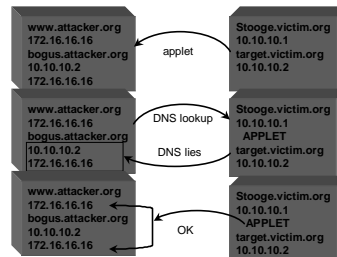 www.attacker.org
172.16.16.16
bogus.attacker.org
10.10.10.2
172.16.16.16
applet
Stooge.victim.org
10.10.10.1
target.victim.org
10.10.10.2
www.attacker.org
172.16.16.16
bogus.attacker.org
10.10.10.2
172.16.16.16
DNS lookup
DNS lies
Stooge.victim.org
10.10.10.1
APPLET
target.victim.org
10.10.10.2
www.attacker.org
172.16.16.16
bogus.attacker.org
10.10.10.2
172.16.16.16
OK
Stooge.victim.org
10.10.10.1
APPLET
target.victim.org
10.10.10.2